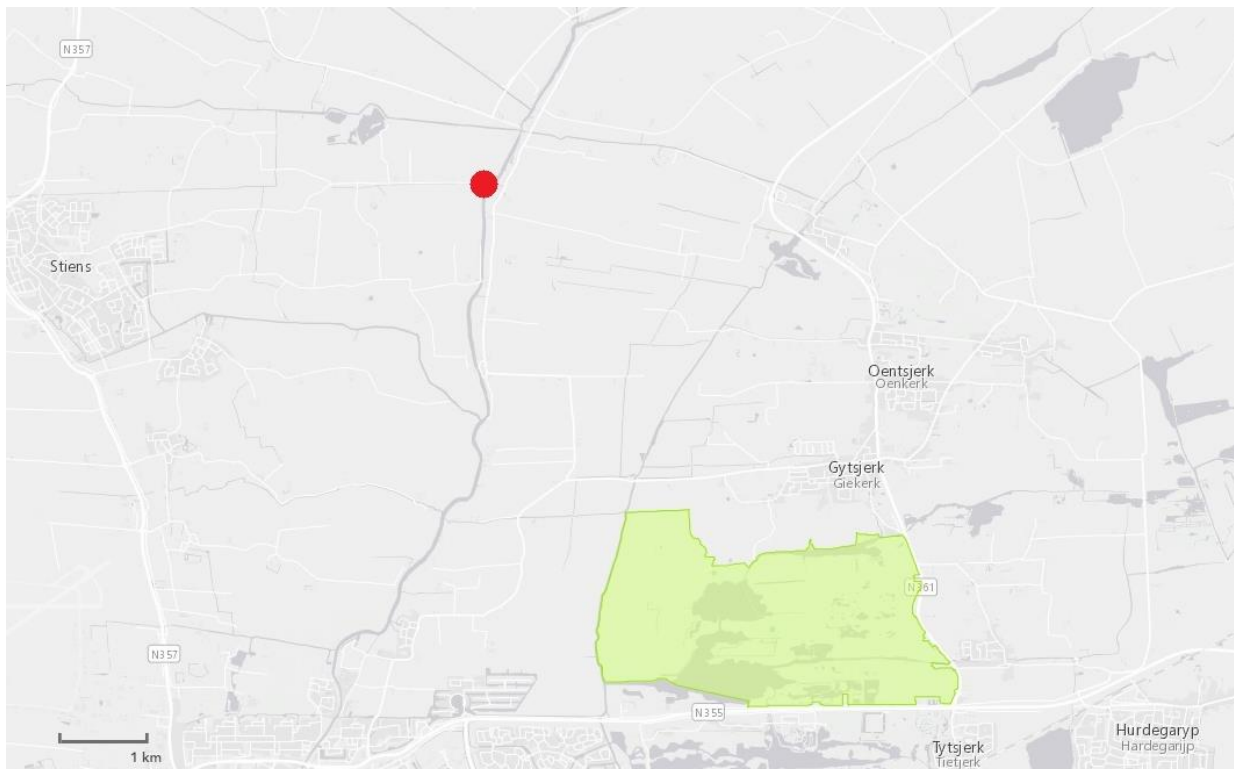 N357
Stiens
Oentsjerk
Oenkerk
Gytsjerk
Giekerk
N361
N357
N355
1 km
Tytsjerk
Tietjerk
Hurdegaryp
Hardegarijp